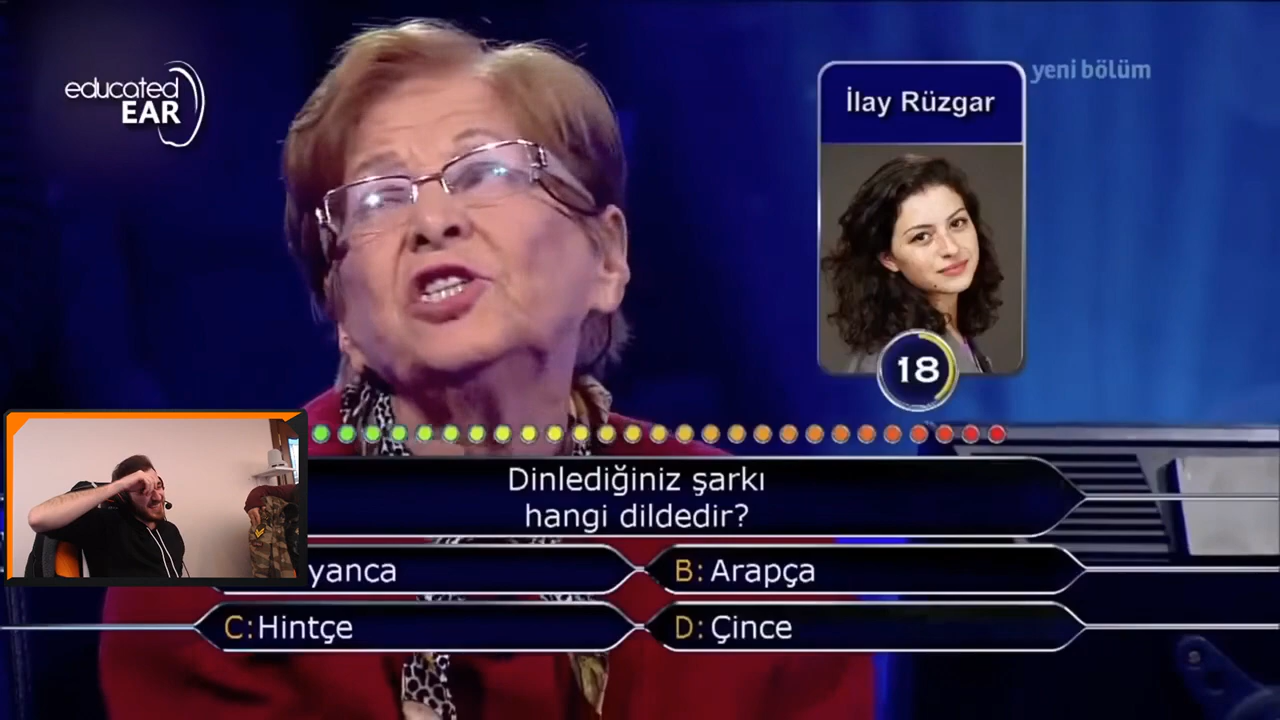 educated
EAR
yeni bölüm
İlay Rüzgar
18
Dinlediğiniz şarkı
hangi dildedir?
yanca
B: Arapça
C: Hintçe
D: Çince